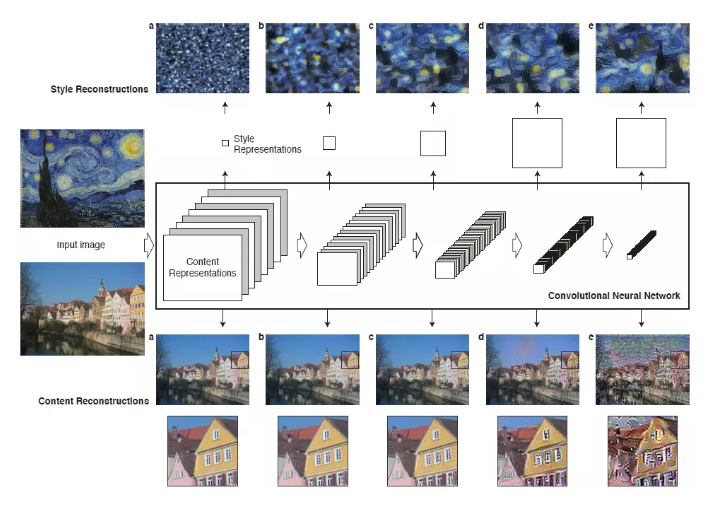 a
b
c
d
e
Style Reconstructions
Style
Representations
Input image
Content
Representations
Convolutional Neural Network
a
b
c
d
e
Content Reconstructions